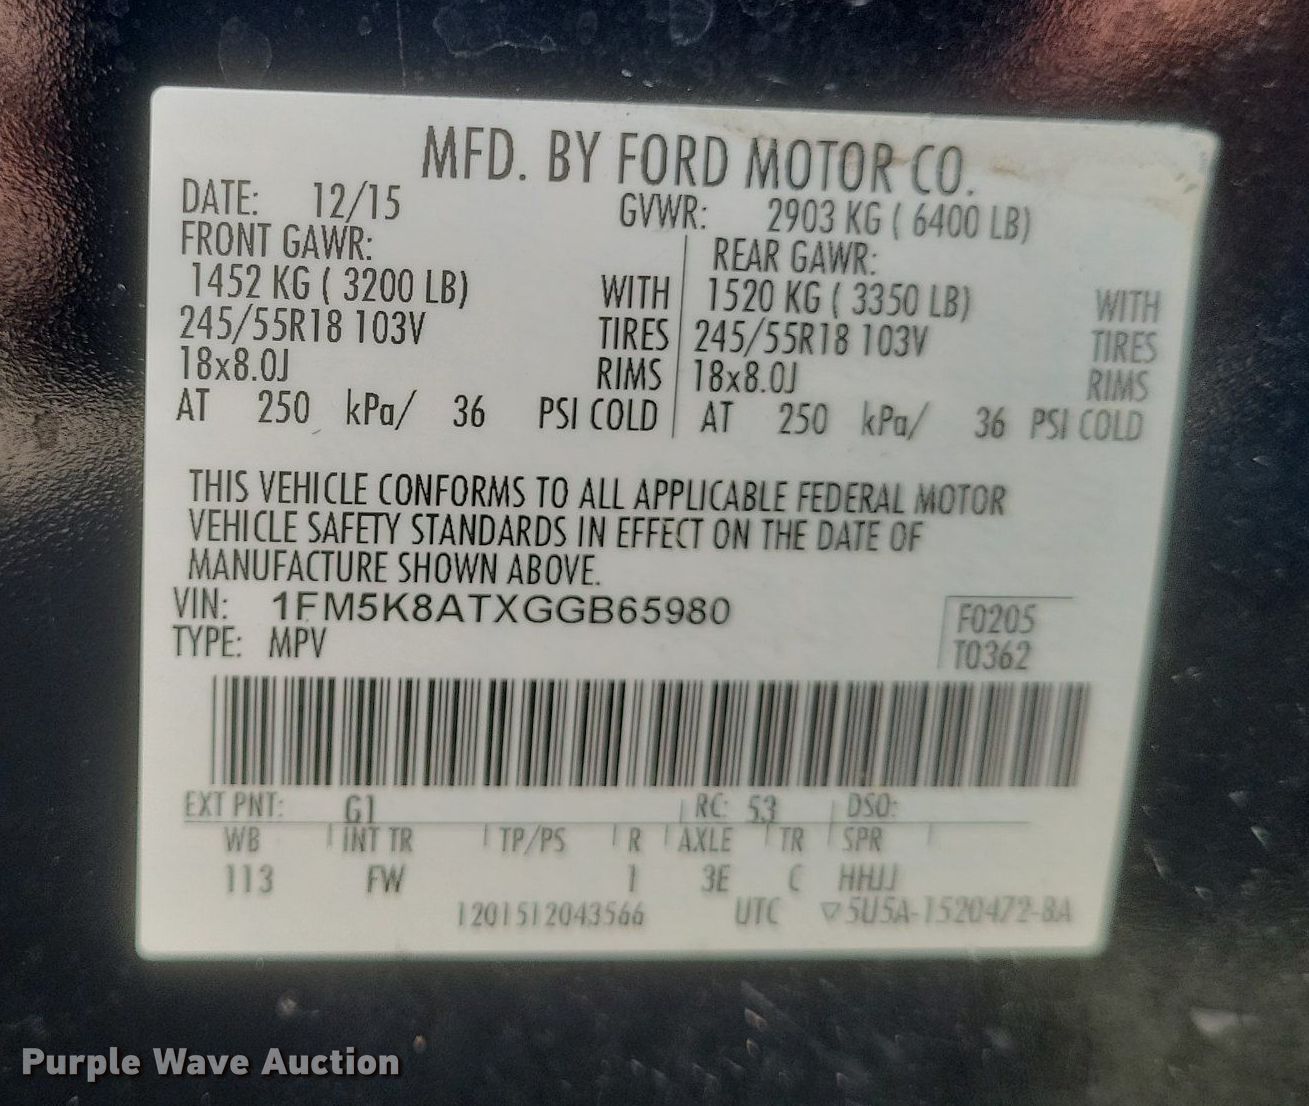 MFD. BY FORD MOTOR CO.
DATE: 12/15 GVWR: 2903 KG ( 6400 LB)
FRONT GAWR: REAR GAWR:
1452 KG ( 3200 LB) WITH 1520 KG ( 3350 LB) WITH
245/55R18 103V TIRES 245/55R18 103V TIRES
18x8.0J RIMS 18x8.0J RIMS
AT 250 kPa/ 36 PSI COLD AT 250 kPa/ 36 PSI COLD
THIS VEHICLE CONFORMS TO ALL APPLICABLE FEDERAL MOTOR
VEHICLE SAFETY STANDARDS IN EFFECT ON THE DATE OF
MANUFACTURE SHOWN ABOVE.
VIN: 1FM5K8ATXGGB65980 F0205
TYPE: MPV T0362
EXT PNT: G1 RC: 53 DSO:
WB INT TR TP/PS R AXLE TR SPR
113 FW 1 3E C HHJJ
1201512043566 UTC ▽5U5A-1520472-BA
Purple Wave Auction